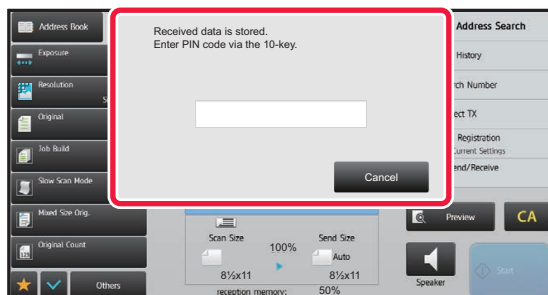 Address Book
Exposure
Resolution
S
Original
Job Build
Slow Scan Mode
Mixed Size Orig.
Original Count
Others
Received data is stored.
Enter PIN code via the 10-key.
Cancel
Scan Size
100%
Send Size
Auto
8½x11
8½x11
reception memory:
50%
Address Search
History
rch Number
ect TX
Registration
Current Settings
end/Receive
Preview
CA
Speaker
Start